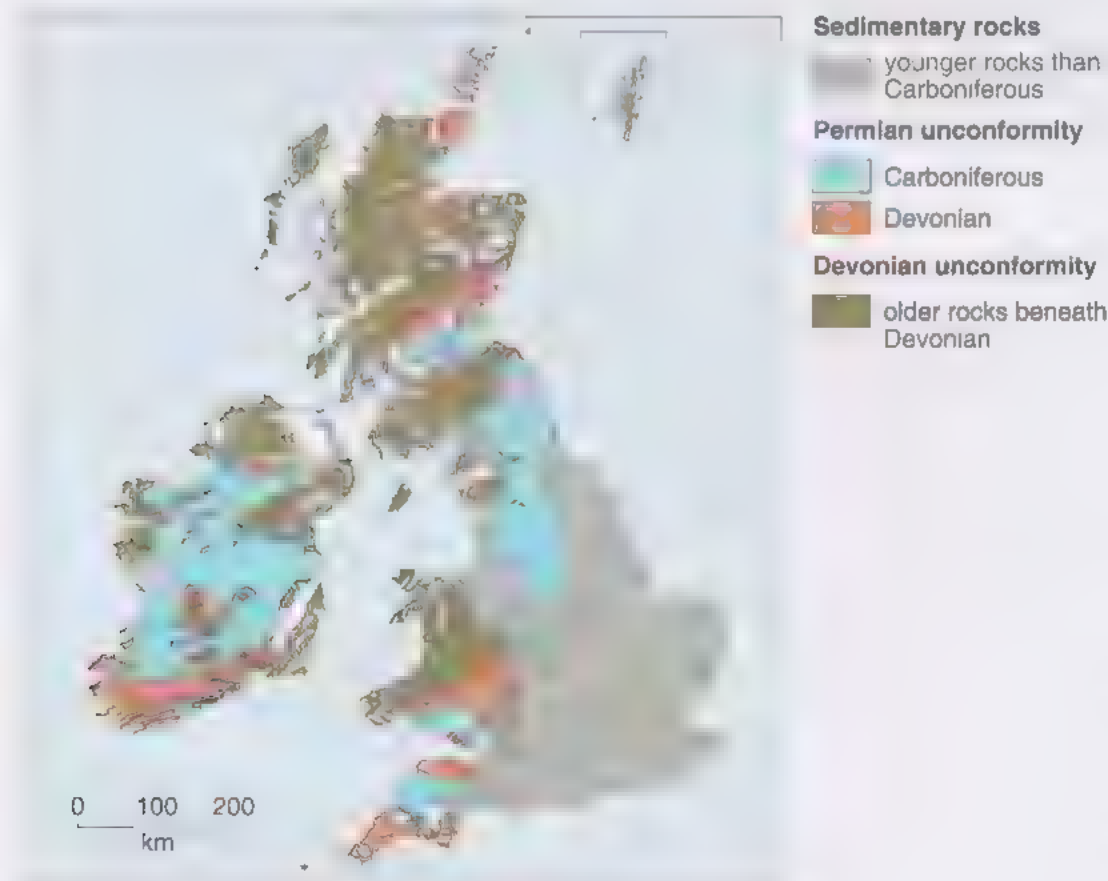 Sedimentary rocks
younger rocks than
Carboniferous
Permian unconformity
Carboniferous
Devonian
Devonian unconformity
older rocks beneath
Devonian
0 100 200
km